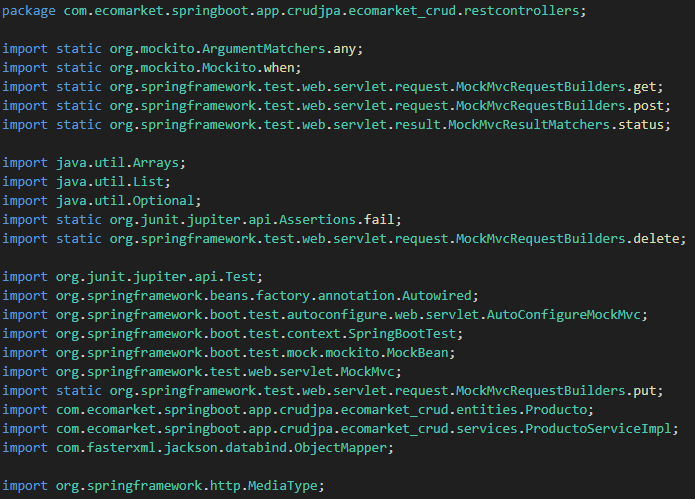 package com.ecomarket.springboot.app.crudjpa.ecomarket_crud.restcontrollers;
import static org.mockito.ArgumentMatchers.any;
import static org.mockito.Mockito.when;
import static org.springframework.test.web.servlet.request.MockMvcRequestBuilders.get;
import static org.springframework.test.web.servlet.request.MockMvcRequestBuilders.post;
import static org.springframework.test.web.servlet.result.MockMvcResultMatchers.status;
import java.util.Arrays;
import java.util.List;
import java.util.Optional;
import static org.junit.jupiter.api.Assertions.fail;
import static org.springframework.test.web.servlet.request.MockMvcRequestBuilders.delete;
import org.junit.jupiter.api.Test;
import org.springframework.beans.factory.annotation.Autowired;
import org.springframework.boot.test.autoconfigure.web.servlet.AutoConfigureMockMvc;
import org.springframework.boot.test.context.SpringBootTest;
import org.springframework.boot.test.mock.mockito.MockBean;
import org.springframework.test.web.servlet.MockMvc;
import static org.springframework.test.web.servlet.request.MockMvcRequestBuilders.put;
import com.ecomarket.springboot.app.crudjpa.ecomarket_crud.entities.Producto;
import com.ecomarket.springboot.app.crudjpa.ecomarket_crud.services.ProductoServiceImpl;
import com.fasterxml.jackson.databind.ObjectMapper;
import org.springframework.http.MediaType;